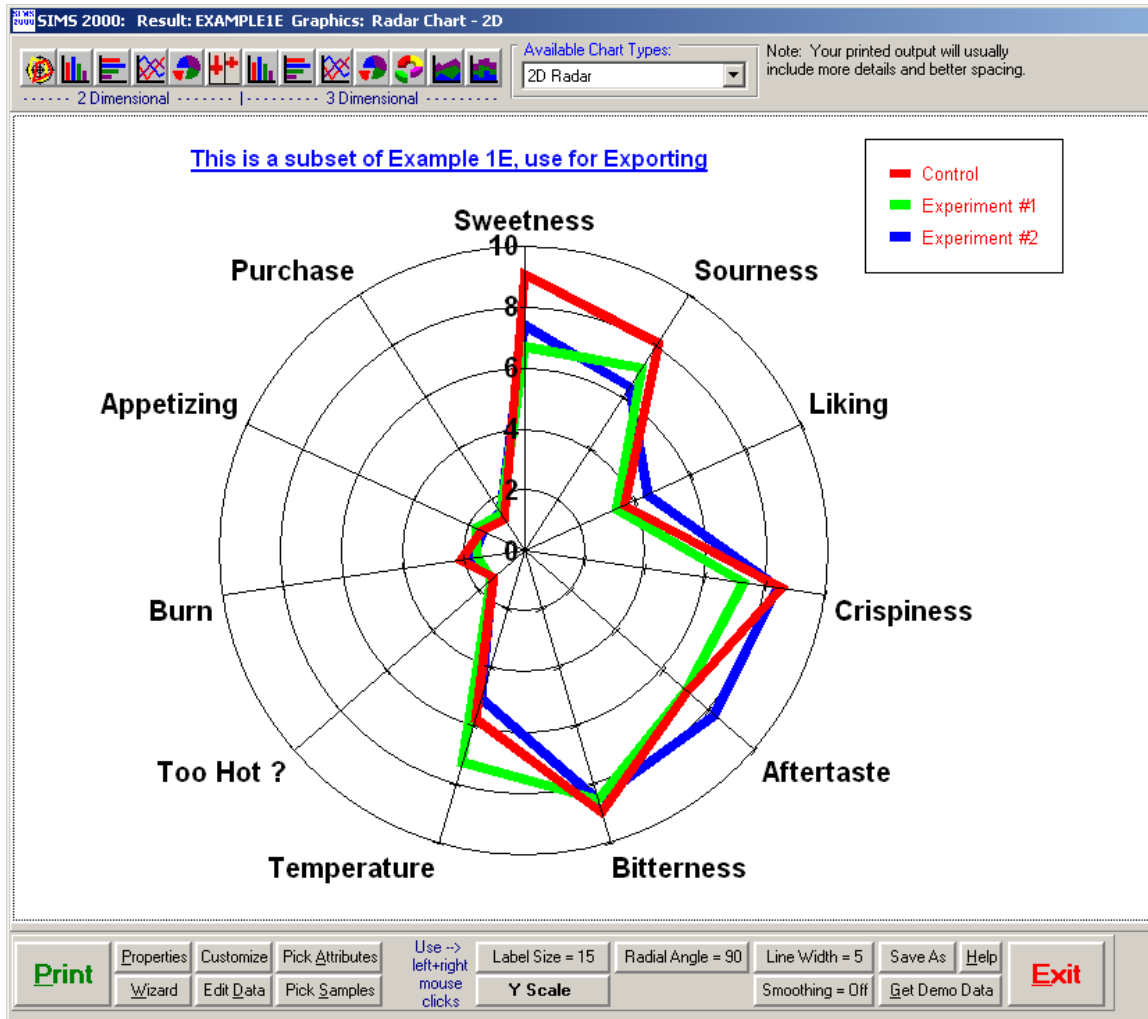 SIMS 2000
SIMS 2000: Result: EXAMPLE1E Graphics: Radar Chart - 2D
------ 2 Dimensional -------|--------- 3 Dimensional ---------
Available Chart Types:
2D Radar
Note: Your printed output will usually
include more details and better spacing.
This is a subset of Example 1E, use for Exporting
Control
Experiment #1
Experiment #2
Sweetness
Sourness
Liking
Crispiness
Aftertaste
Bitterness
Temperature
Too Hot ?
Burn
Appetizing
Purchase
10
8
6
4
2
0
Print
Properties
Customize
Pick Attributes
Wizard
Edit Data
Pick Samples
Use -->
left+right
mouse
clicks
Label Size = 15
Radial Angle = 90
Line Width = 5
Save As
Help
Y Scale
Smoothing = Off
Get Demo Data
Exit